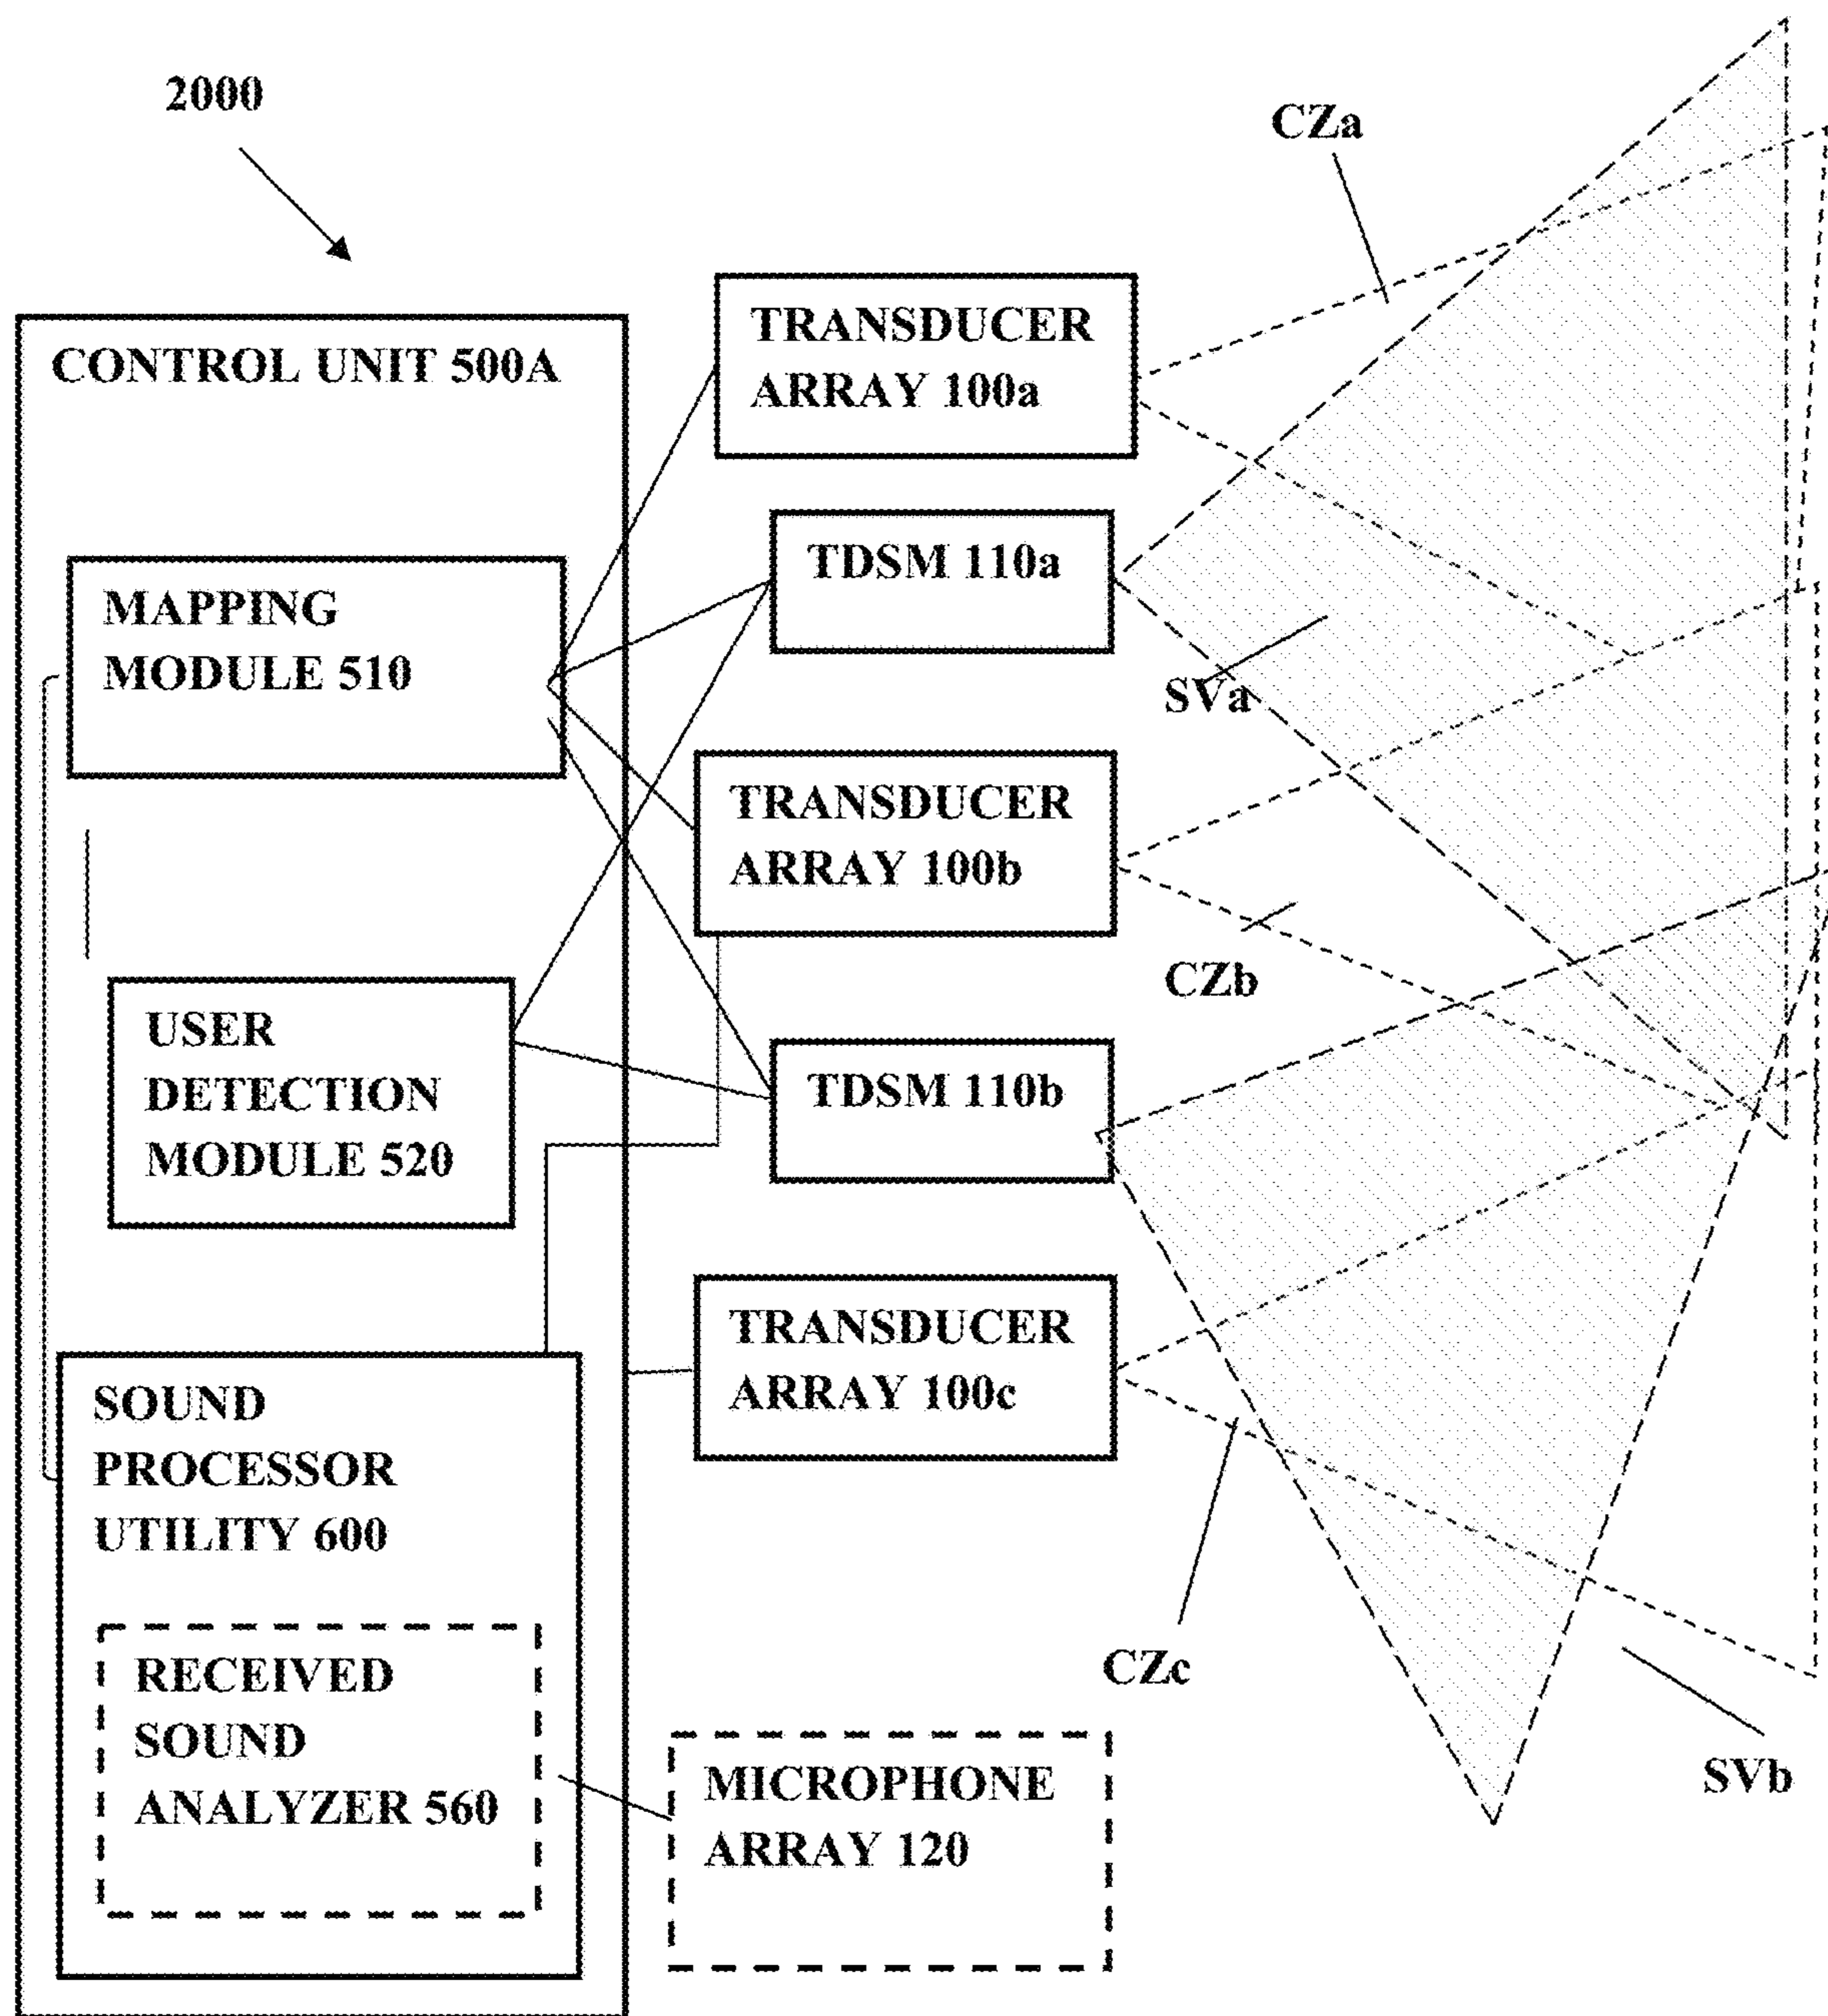 2000
CZa
CONTROL UNIT 500A
TRANSDUCER
ARRAY 100a
TDSM 110a
MAPPING
MODULE 510
SVa
TRANSDUCER
ARRAY 100b
CZb
USER
DETECTION
MODULE 520
TDSM 110b
TRANSDUCER
ARRAY 100c
SOUND
PROCESSOR
UTILITY 600
CZc
RECEIVED
SOUND
ANALYZER 560
MICROPHONE
ARRAY 120
SVb